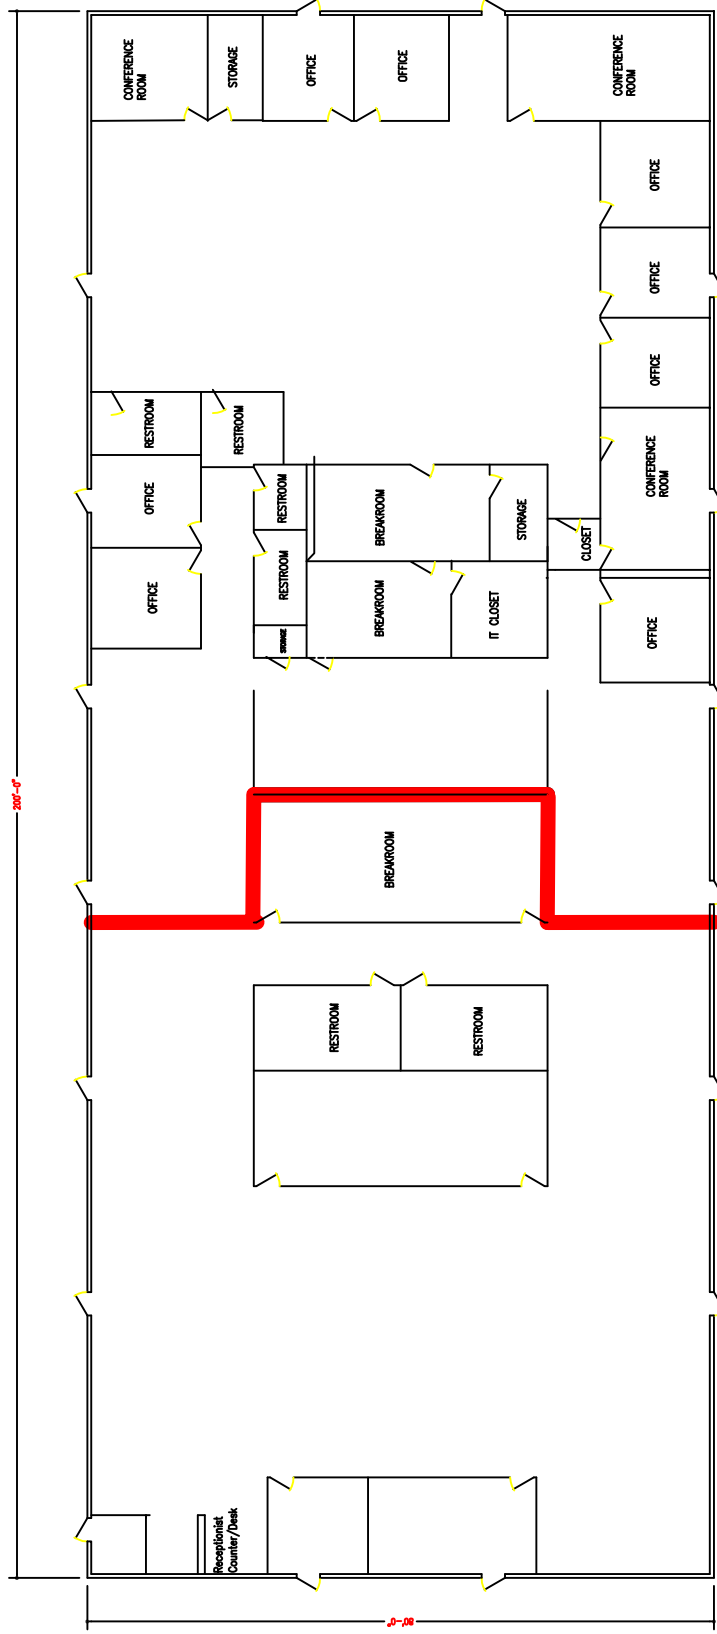 CONFERENCE
ROOM
STORAGE
OFFICE
OFFICE
CONFERENCE
ROOM
OFFICE
OFFICE
OFFICE
RESTROOM
RESTROOM
OFFICE
RESTROOM
BREAKROOM
STORAGE
CONFERENCE
ROOM
CLOSET
OFFICE
RESTROOM
STORAGE
BREAKROOM
IT CLOSET
OFFICE
200'-0"
BREAKROOM
RESTROOM
RESTROOM
Receptionist
Counter/Desk
80'-0"